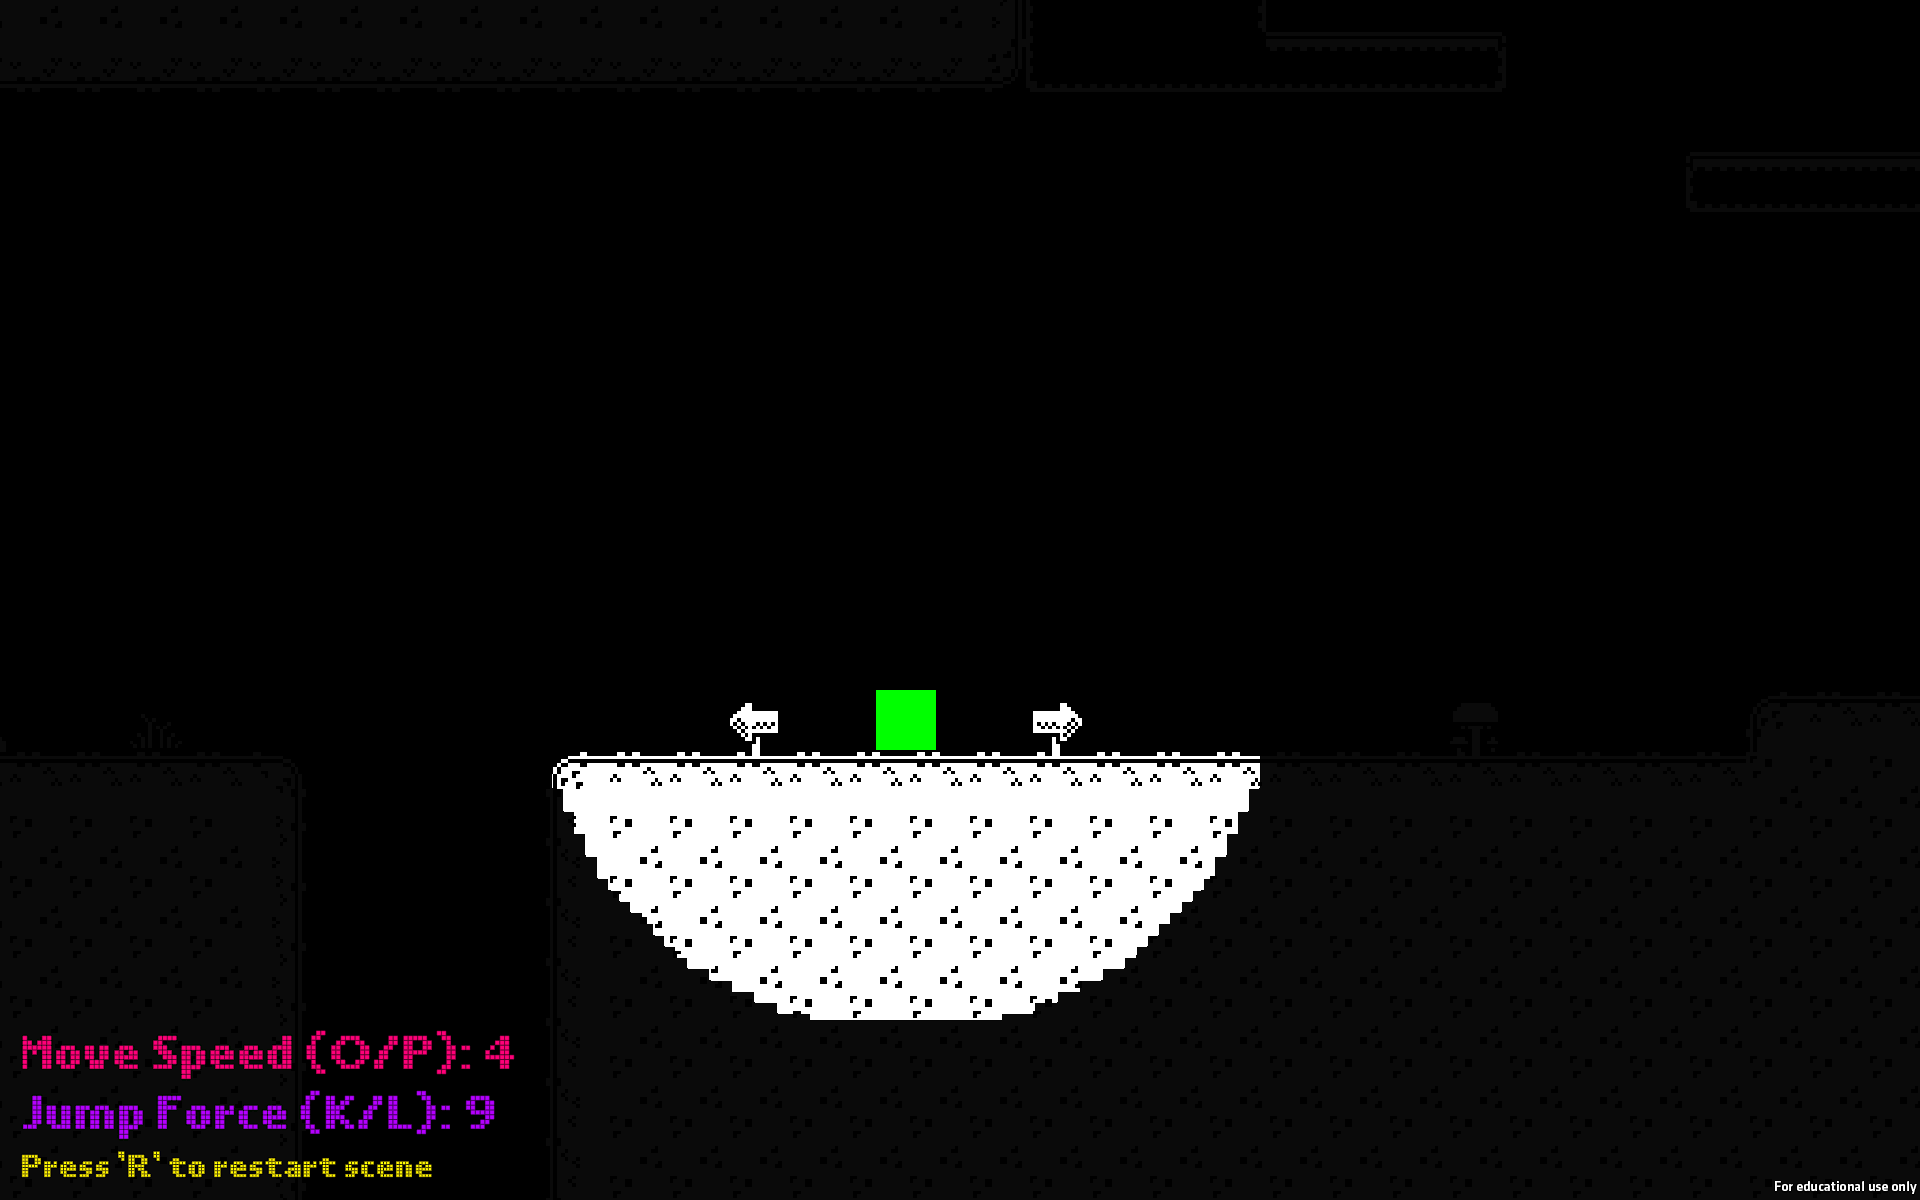 Move Speed (O/P): 4
Jump Force (K/L): 9
Press 'R' to restart scene
For educational use only